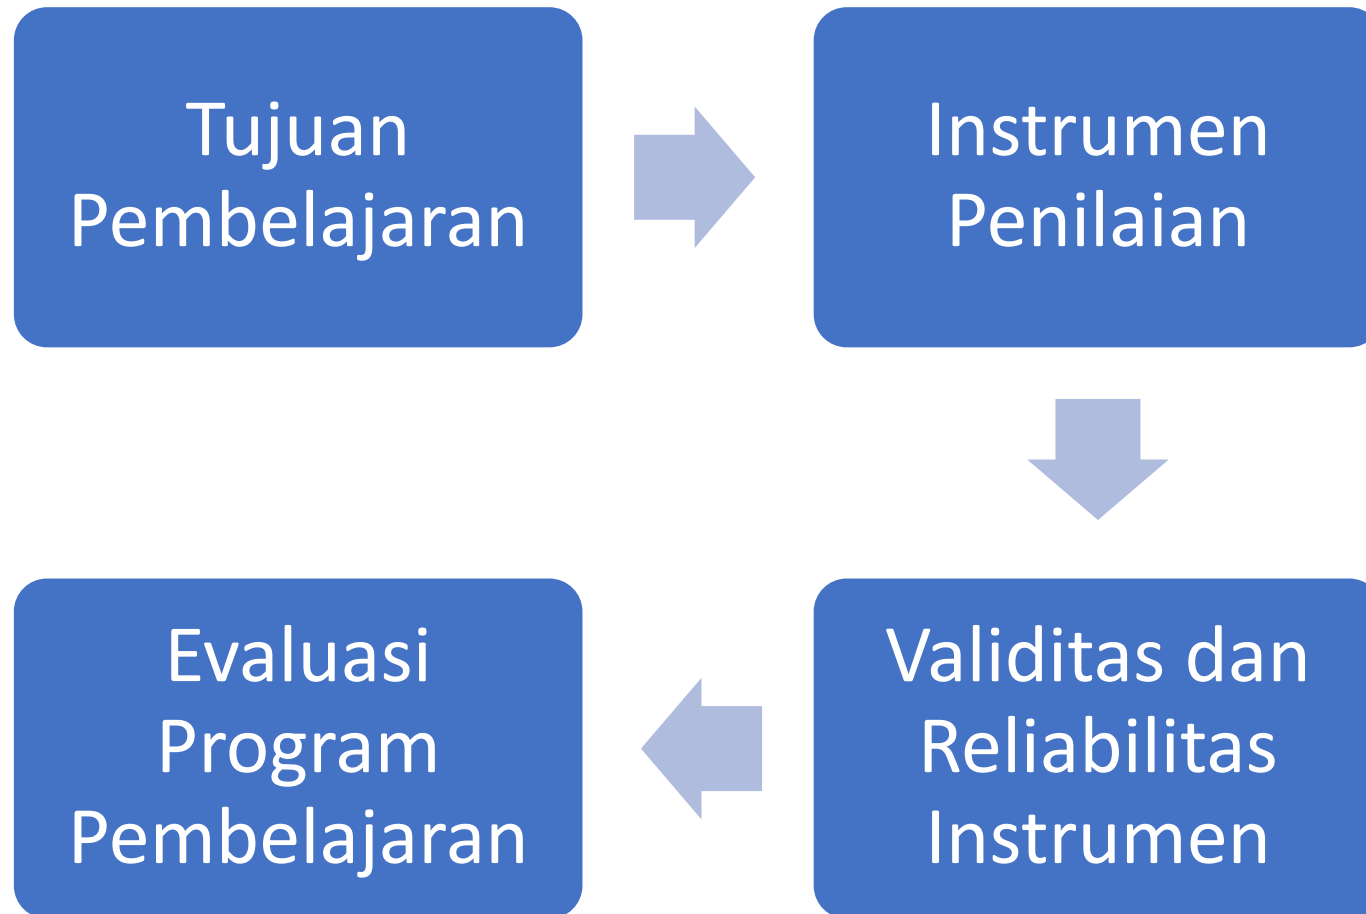 Tujuan
Pembelajaran
Instrumen
Penilaian
Validitas dan
Reliabilitas
Instrumen
Evaluasi
Program
Pembelajaran